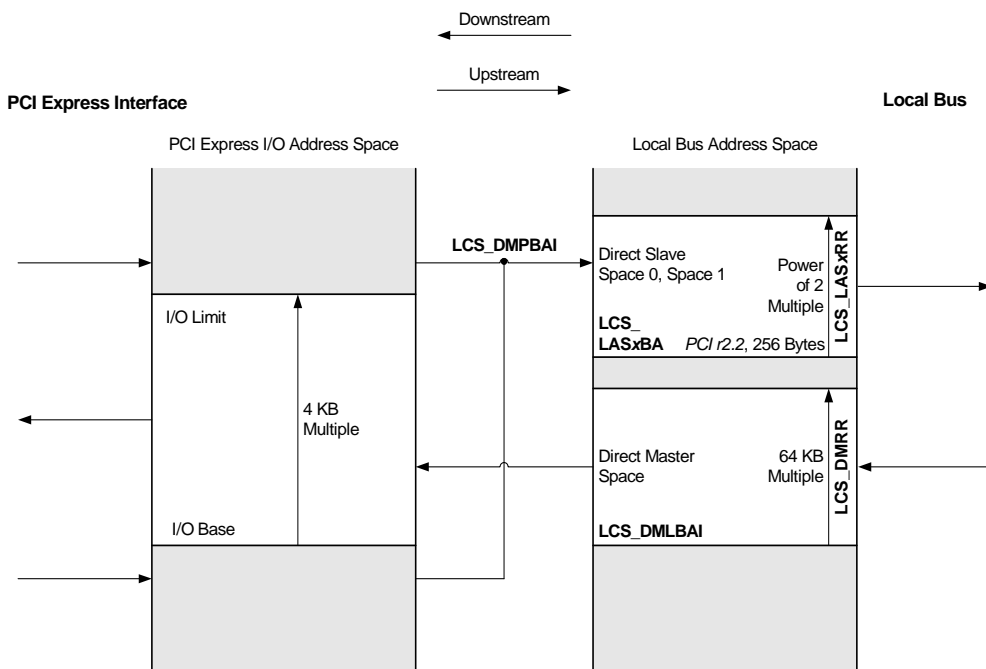 Downstream
Upstream
PCI Express Interface
Local Bus
PCI Express I/O Address Space
Local Bus Address Space
LCS_DMPBAI
Direct Slave
Space 0, Space 1
Power
of 2
Multiple
LCS_LASxRR
I/O Limit
LCS_
LASxBA
PCI r2.2, 256 Bytes
4 KB
Multiple
Direct Master
Space
64 KB
Multiple
LCS_DMRR
I/O Base
LCS_DMLBAI